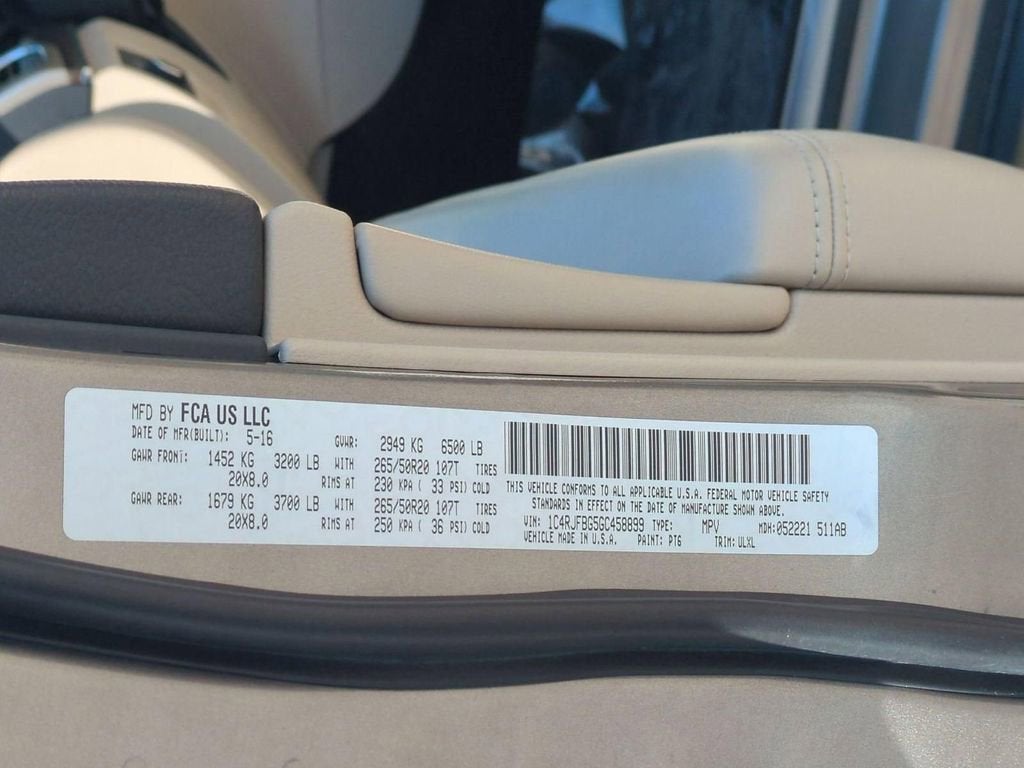 MFD BY FCA US LLC
DATE OF MFR(BUILT): 5-16 GVWR: 2949 KG 6500 LB
GAWR FRONT: 1452 KG 3200 LB WITH 265/50R20 107T TIRES
20X8.0 RIMS AT 230 KPA ( 33 PSI) COLD
GAWR REAR: 1679 KG 3700 LB WITH 265/50R20 107T TIRES
20X8.0 RIMS AT 250 KPA ( 36 PSI) COLD
THIS VEHICLE CONFORMS TO ALL APPLICABLE U.S.A. FEDERAL MOTOR VEHICLE SAFETY
STANDARDS IN EFFECT ON THE DATE OF MANUFACTURE SHOWN ABOVE.
VIN: 1C4RJFBG5GC458899 TYPE: MPV MDH:052221 511AB
VEHICLE MADE IN U.S.A. PAINT: PT6 TRIM: ULXL